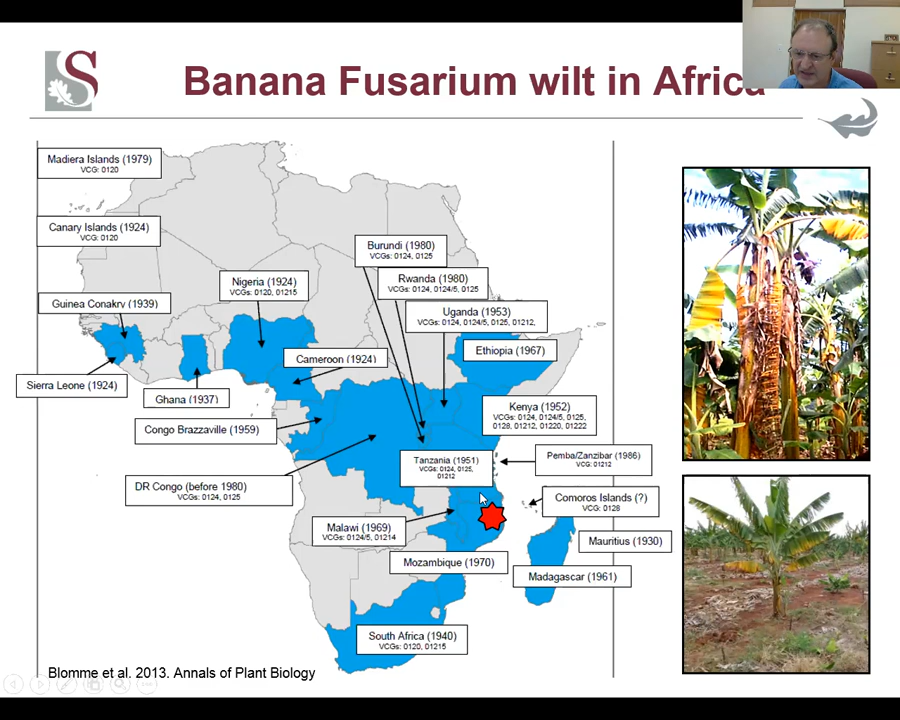 S
Banana Fusarium wilt in Africa
Madiera Islands (1979)
VCG: 0120
Canary Islands (1924)
VCG: 0120
Guinea Conakry (1939)
Sierra Leone (1924)
Nigeria (1924)
VCGs: 0120, 01215
Ghana (1937)
Cameroon (1924)
Congo Brazzaville (1959)
DR Congo (before 1980)
VCGs: 0124, 0125
Burundi (1980)
VCGs: 0124, 0125
Rwanda (1980)
VCGs: 0124, 0124/5, 0125
Uganda (1953)
VCGs: 0124, 0124/5, 0125, 01212,
Ethiopia (1967)
Kenya (1952)
VCGs: 0124, 0124/5, 0125,
0128, 01212, 01220, 01222
Tanzania (1951)
VCGs: 0124, 0125,
01212
Pemba/Zanzibar (1986)
VCG: 01212
Comoros Islands (?)
VCG: 0128
Malawi (1969)
VCGs: 0124/5, 01214
Mauritius (1930)
Mozambique (1970)
Madagascar (1961)
South Africa (1940)
VCGs: 0120, 01215
Blomme et al. 2013. Annals of Plant Biology